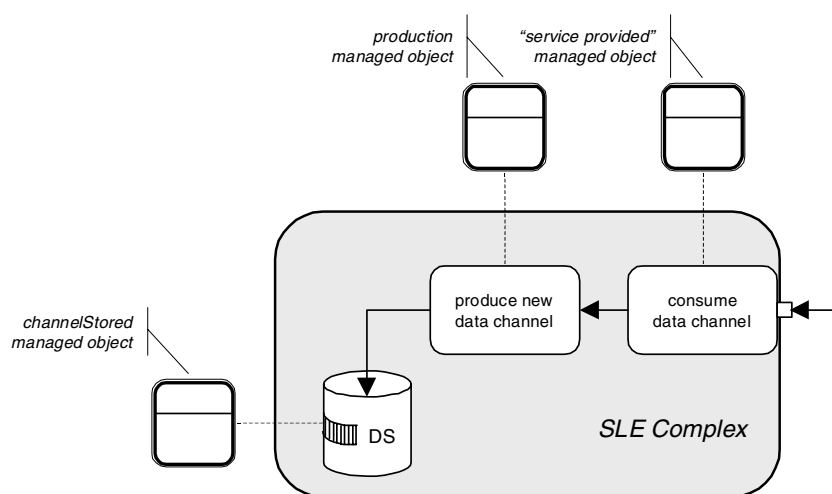 production
managed object
“service provided”
managed object
produce new
data channel
consume
data channel
channelStored
managed object
DS
SLE Complex